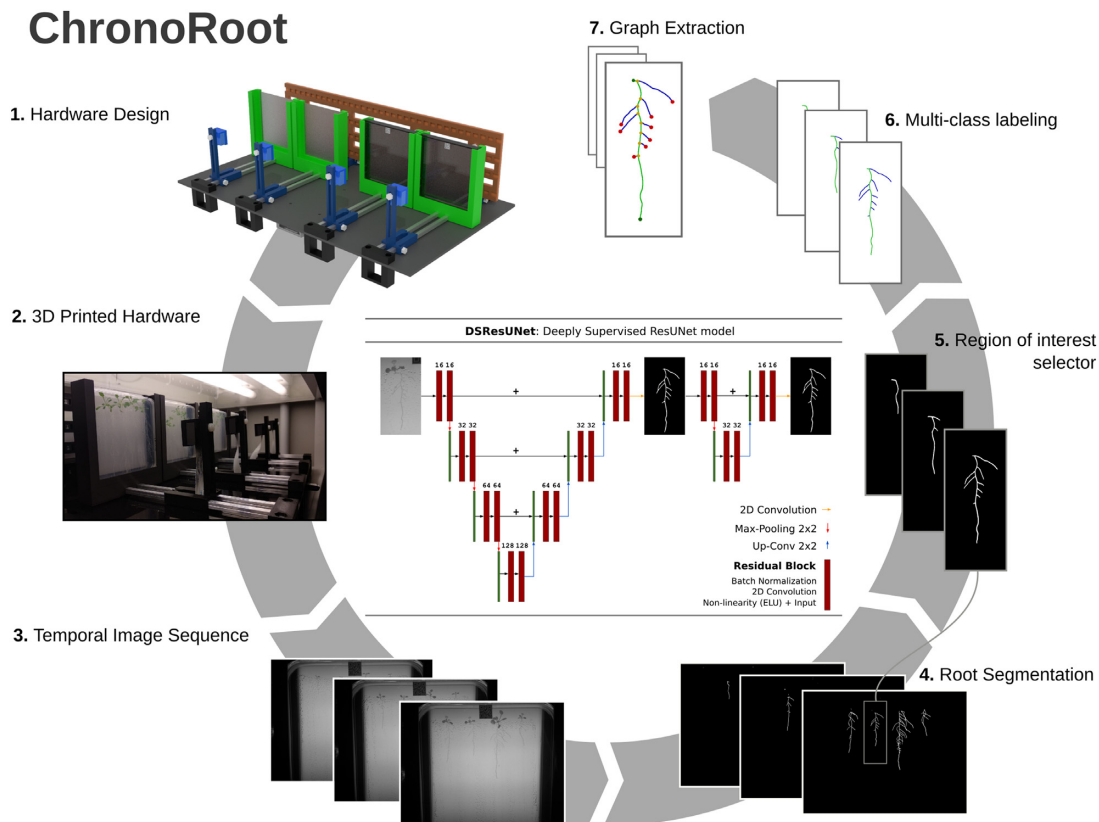 ChronoRoot
1. Hardware Design
2. 3D Printed Hardware
3. Temporal Image Sequence
4. Root Segmentation
5. Region of interest
selector
6. Multi-class labeling
7. Graph Extraction
DSResUNet: Deeply Supervised ResUNet model
16 16
+
16 16
16 16
+
16 16
32 32
+
32 32
32 32
64 64
+
64 64
128 128
2D Convolution
Max-Pooling 2x2
Up-Conv 2x2
Residual Block
Batch Normalization
2D Convolution
Non-linearity (ELU) + Input